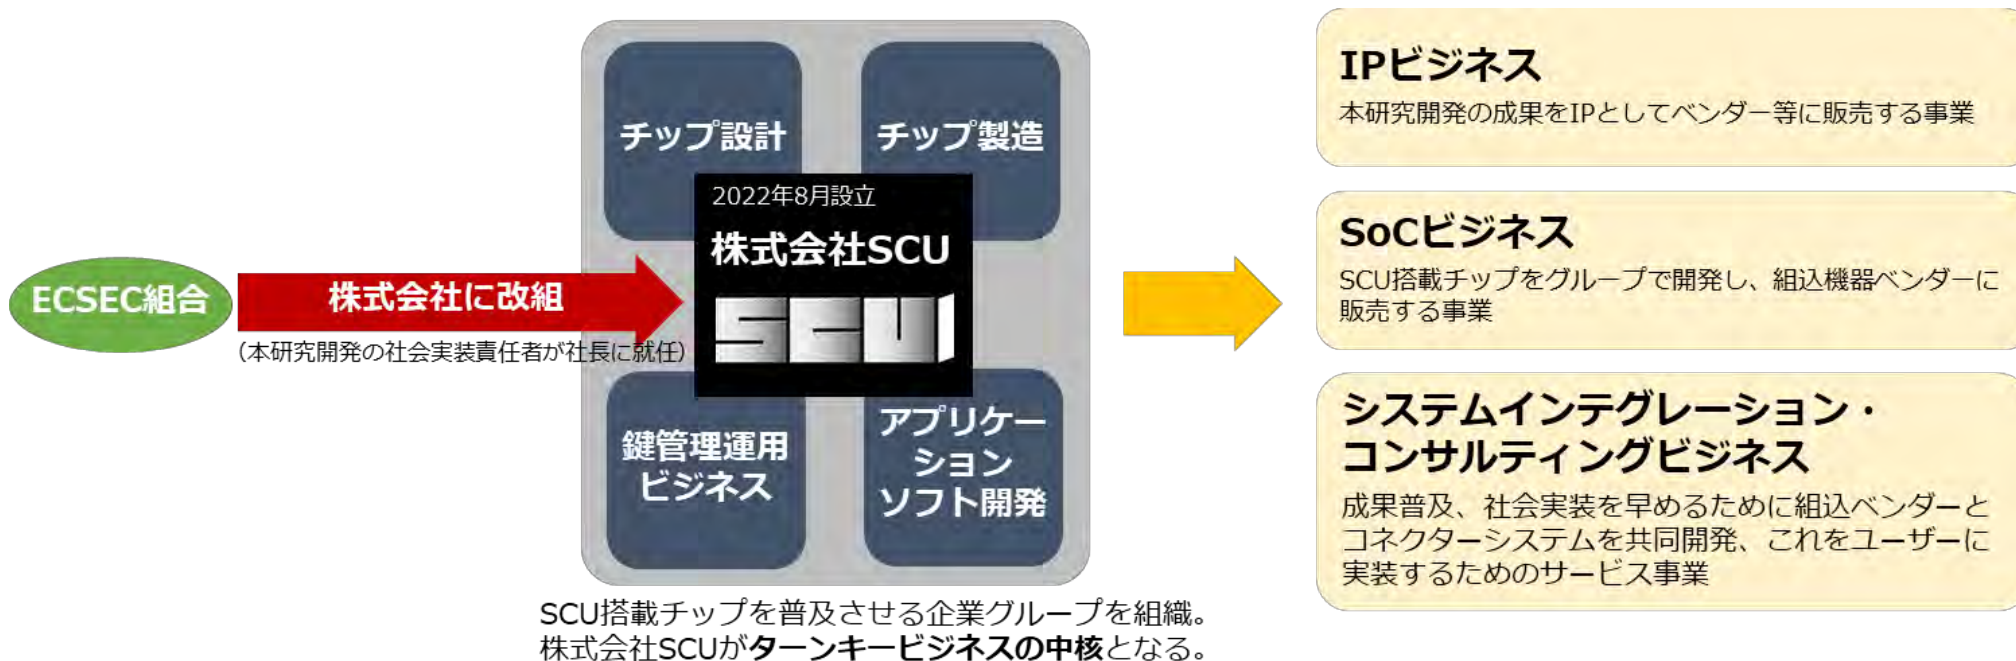 ECSEC組合
株式会社に改組
(本研究開発の社会実装責任者が社長に就任)
チップ設計
チップ製造
2022年8月設立
株式会社SCU
SCU
鍵管理運用
ビジネス
アプリケー
ション
ソフト開発
SCU搭載チップを普及させる企業グループを組織。
株式会社SCUがターンキービジネスの中核となる。
IPビジネス
本研究開発の成果をIPとしてベンダー等に販売する事業
SoCビジネス
SCU搭載チップをグループで開発し、組込機器ベンダーに
販売する事業
システムインテグレーション・
コンサルティングビジネス
成果普及、社会実装を早めるために組込ベンダーと
コネクターシステムを共同開発、これをユーザーに
実装するためのサービス事業